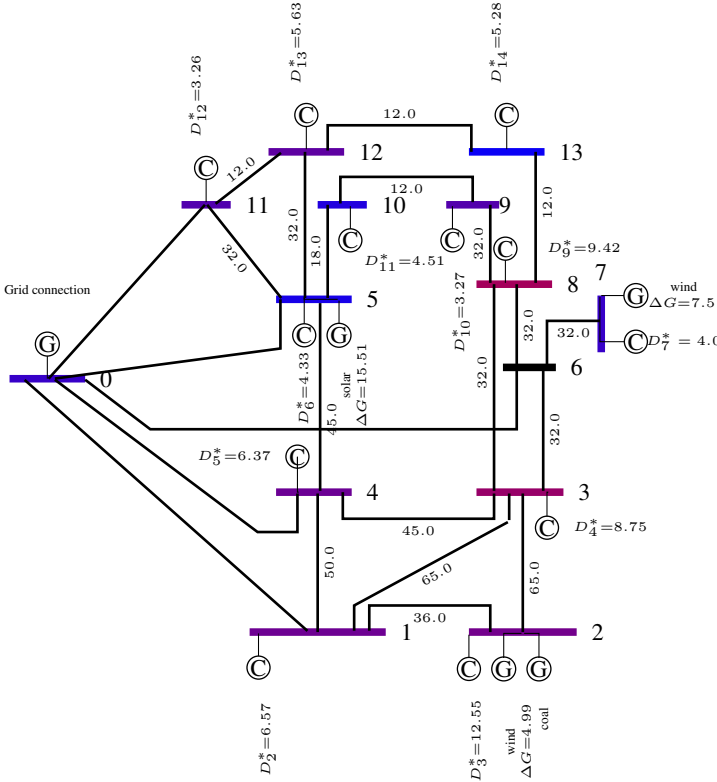 D*13=5.63
D*14=5.28
D*12=3.26
C
C
12.0
12
13
C
12.0
11
12.0
10
9
12.0
32.0
18.0
32.0
C
D*11=4.51
C
32.0
C
D*9=9.42
8
7
Grid connection
5
D*10=3.27
G
wind
ΔG=7.5
C
G
32.0
32.0
C
D*7 = 4.0
G
0
D*6=4.33
solar
ΔG=15.51
45.0
32.0
6
32.0
D*5=6.37
C
4
3
45.0
C
D*4=8.75
50.0
65.0
65.0
36.0
1
2
C
C
G
G
D*2=6.57
D*3=12.55
wind
ΔG=4.99
coal